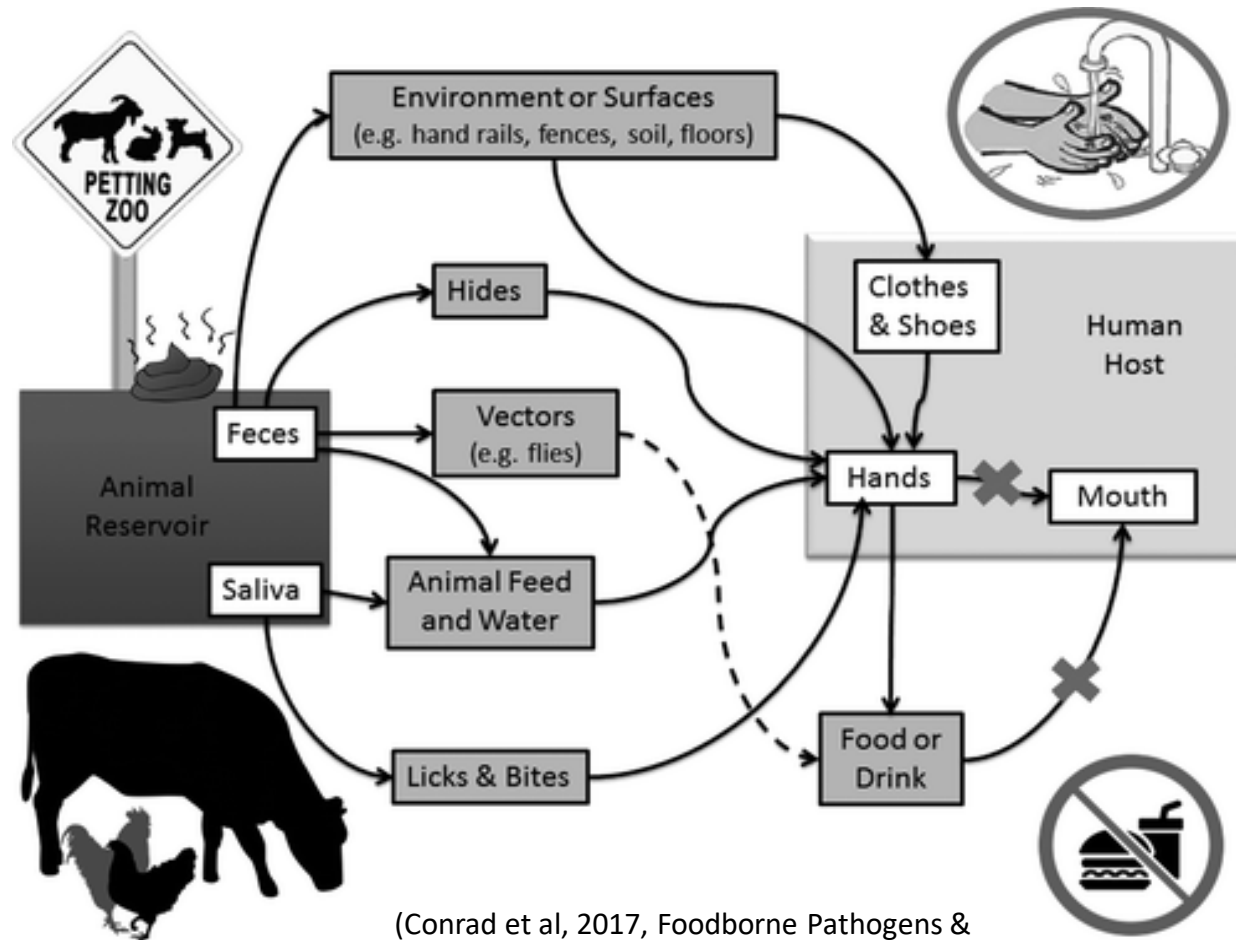 PETTING
ZOO
Environment or Surfaces
(e.g. hand rails, fences, soil, floors)
Hides
Clothes
& Shoes
Human
Host
Feces
Vectors
(e.g. flies)
Hands
Mouth
Animal
Reservoir
Saliva
Animal Feed
and Water
Licks & Bites
Food or
Drink
(Conrad et al, 2017, Foodborne Pathogens &